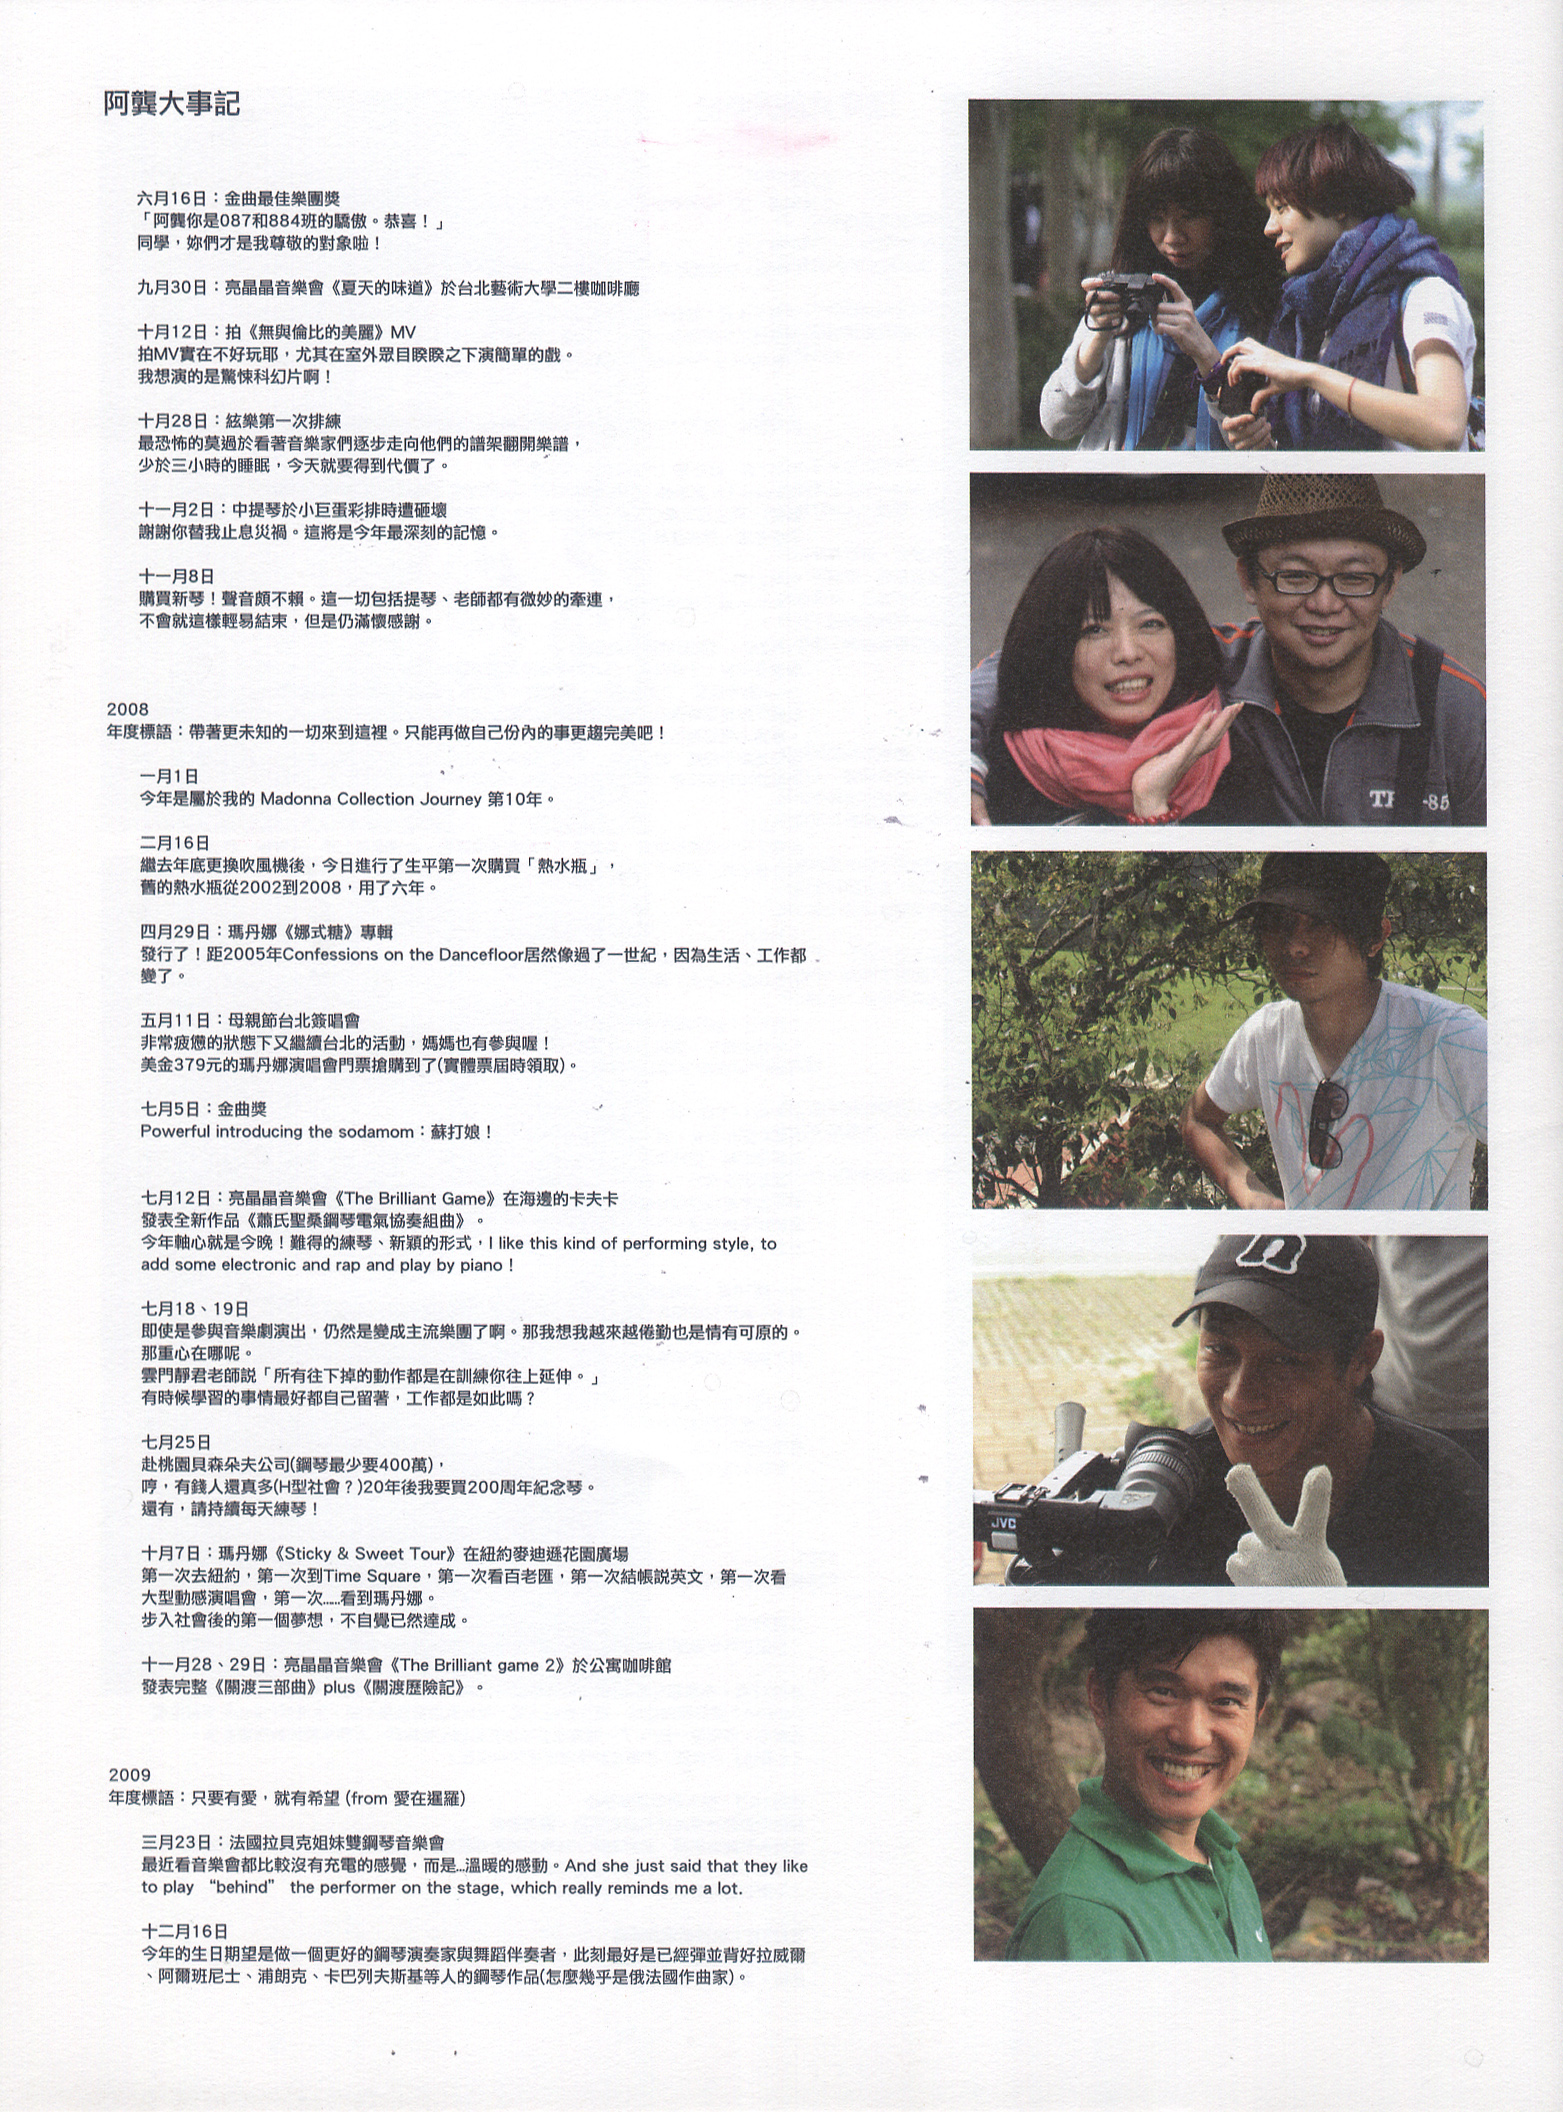 阿龔大事記
六月16日：金曲最佳樂團獎
「阿龔你是087和884班的驕傲。恭喜！」
同學，妳們才是我尊敬的對象啦！
九月30日：亮晶晶音樂會《夏天的味道》於台北藝術大學二樓咖啡廳
十月12日：拍《無與倫比的美麗》MV
拍MV實在不好玩耶，尤其在室外眾目睽睽之下演簡單的戲。
我想演的是驚悚科幻片啊！
十月28日：絃樂第一次排練
最恐怖的莫過於看著音樂家們逐步走向他們的譜架翻開樂譜，
少於三小時的睡眠，今天就要得到代價了。
十一月2日：中提琴於小巨蛋彩排時遭砸壞
謝謝你替我止息災禍。這將是今年最深刻的記憶。
十一月8日
購買新琴！聲音頗不賴。這一切包括提琴、老師都有微妙的牽連，
不會就這樣輕易結束，但是仍滿懷感謝。
2008
年度標語：帶著更未知的一切來到這裡。只能再做自己份內的事更趨完美吧！
一月1日
今年是屬於我的 Madonna Collection Journey 第10年。
二月16日
繼去年底更換吹風機後，今日進行了生平第一次購買「熱水瓶」，
舊的熱水瓶從2002到2008，用了六年。
四月29日：瑪丹娜《娜式糖》專輯
發行了！距2005年Confessions on the Dancefloor居然像過了一世紀，因為生活、工作都
變了。
五月11日：母親節台北簽唱會
非常疲憊的狀態下又繼續台北的活動，媽媽也有參與喔！
美金379元的瑪丹娜演唱會門票搶購到了(實體票屆時領取)。
七月5日：金曲獎
Powerful introducing the sodamom：蘇打娘！
七月12日：亮晶晶音樂會《The Brilliant Game》在海邊的卡夫卡
發表全新作品《蕭氏聖桑鋼琴電氣協奏組曲》。
今年軸心就是今晚！難得的練琴、新穎的形式，I like this kind of performing style, to
add some electronic and rap and play by piano！
七月18、19日
即使是參與音樂劇演出，仍然是變成主流樂團了啊。那我想我越來越倦勤也是情有可原的。
那重心在哪呢。
雲門靜君老師説「所有往下掉的動作都是在訓練你往上延伸。」
有時候學習的事情最好都自己留著，工作都是如此嗎？
七月25日
赴桃園貝森朵夫公司(鋼琴最少要400萬)，
哼，有錢人還真多(H型社會？)20年後我要買200周年紀念琴。
還有，請持續每天練琴！
十月7日：瑪丹娜《Sticky & Sweet Tour》在紐約麥迪遜花園廣場
第一次去紐約，第一次到Time Square，第一次看百老匯，第一次結帳説英文，第一次看
大型動感演唱會，第一次……看到瑪丹娜。
步入社會後的第一個夢想，不自覺已然達成。
十一月28、29日：亮晶晶音樂會《The Brilliant game 2》於公寓咖啡館
發表完整《關渡三部曲》plus《關渡歷險記》。
2009
年度標語：只要有愛，就有希望 (from 愛在暹羅)
三月23日：法國拉貝克姐妹雙鋼琴音樂會
最近看音樂會都比較沒有充電的感覺，而是…溫暖的感動。And she just said that they like
to play “behind” the performer on the stage, which really reminds me a lot.
十二月16日
今年的生日期望是做一個更好的鋼琴演奏家與舞蹈伴奏者，此刻最好是已經彈並背好拉威爾
、阿爾班尼士、浦朗克、卡巴列夫斯基等人的鋼琴作品(怎麼幾乎是俄法國作曲家)。
-85
JVC